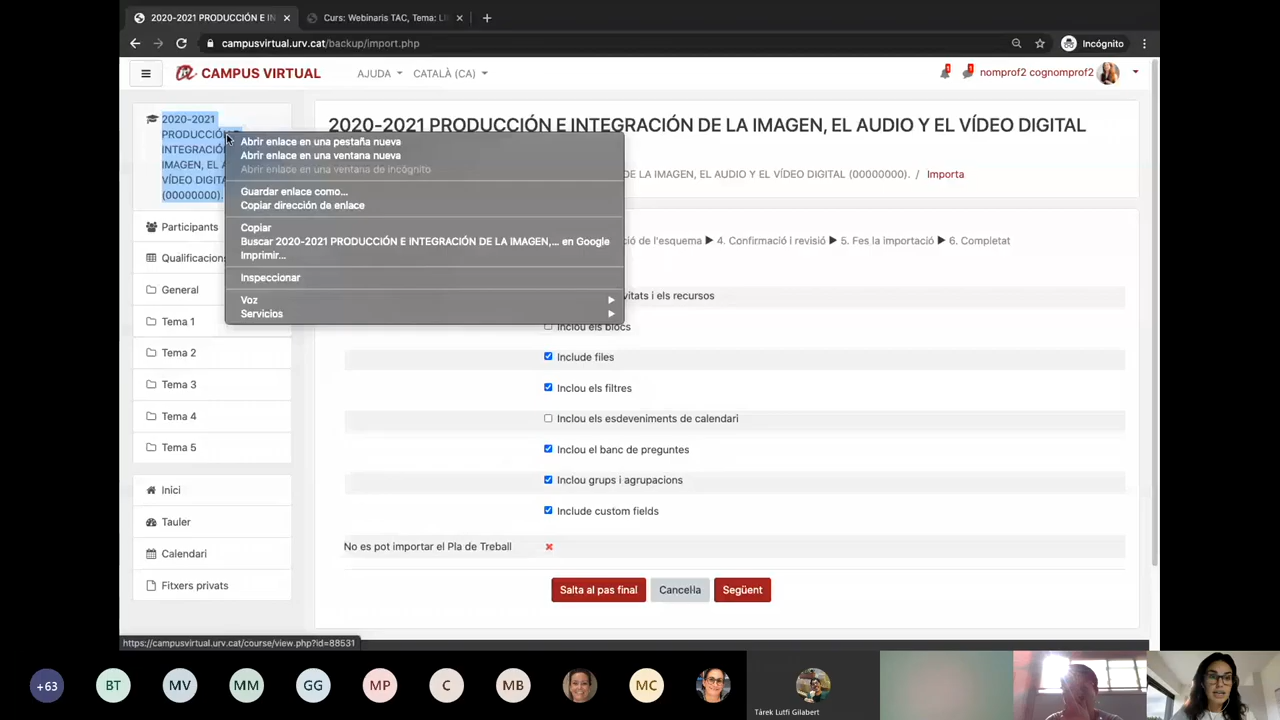 2020-2021 PRODUCCIÓN E IN
Curs: Webinaris TAC, Tema: LI
campusvirtual.urv.cat/backup/import.php
Incógnito
CAMPUS VIRTUAL
AJUDA
CATALÀ (CA)
nomprof2 cognomprof2
2020-2021
PRODUCCIÓN
INTEGRACIÓN
IMAGEN, EL A
VÍDEO DIGITA
(00000000).
Participants
Qualificacions
General
Tema 1
Tema 2
Tema 3
Tema 4
Tema 5
Inici
Tauler
Calendari
Fitxers privats
2020-2021 PRODUCCIÓN E INTEGRACIÓN DE LA IMAGEN, EL AUDIO Y EL VÍDEO DIGITAL
DE LA IMAGEN, EL AUDIO Y EL VÍDEO DIGITAL (00000000). / Importa
Abrir enlace en una pestaña nueva
Abrir enlace en una ventana nueva
Abrir enlace en una ventana de incógnito
Guardar enlace como...
Copiar dirección de enlace
Copiar
Buscar 2020-2021 PRODUCCIÓN E INTEGRACIÓN DE LA IMAGEN,... en Google
Imprimir...
Inspeccionar
Voz
Servicios
de l'esquema ► 4. Confirmació i revisió ► 5. Fes la importació ► 6. Completat
i els recursos
Inclou els blocs
Include files
Inclou els filtres
Inclou els esdeveniments de calendari
Inclou el banc de preguntes
Inclou grups i agrupacions
Include custom fields
No es pot importar el Pla de Treball
Salta al pas final
Cancel·la
Següent
https://campusvirtual.urv.cat/course/view.php?id=88531
+63
BT
MV
MM
GG
MP
C
MB
MC
Tárek Lutfi Gilabert